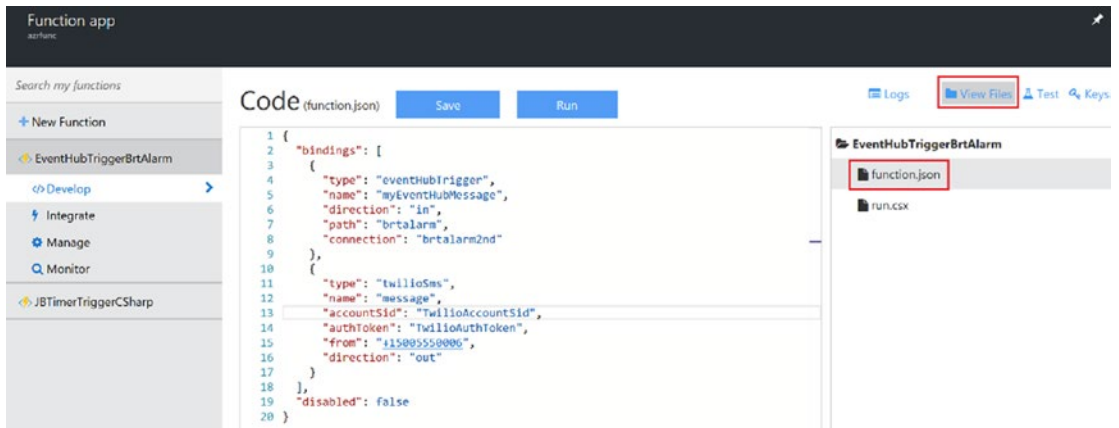 Function app
azrfunc
Search my functions
+ New Function
EventHubTriggerBrtAlarm
</> Develop >
Integrate
Manage
Monitor
JBTimerTriggerCSharp
Code (function.json) Save Run
Logs View Files Test Keys
1 {
2 "bindings": [
3 {
4 "type": "eventHubTrigger",
5 "name": "myEventHubMessage",
6 "direction": "in",
7 "path": "brtalarm",
8 "connection": "brtalarm2nd"
9 },
10 {
11 "type": "twilioSms",
12 "name": "message",
13 "accountSid": "TwilioAccountSid",
14 "authToken": "TwilioAuthToken",
15 "from": "+15005550006",
16 "direction": "out"
17 }
18 ],
19 "disabled": false
20 }
EventHubTriggerBrtAlarm
function.json
run.csx